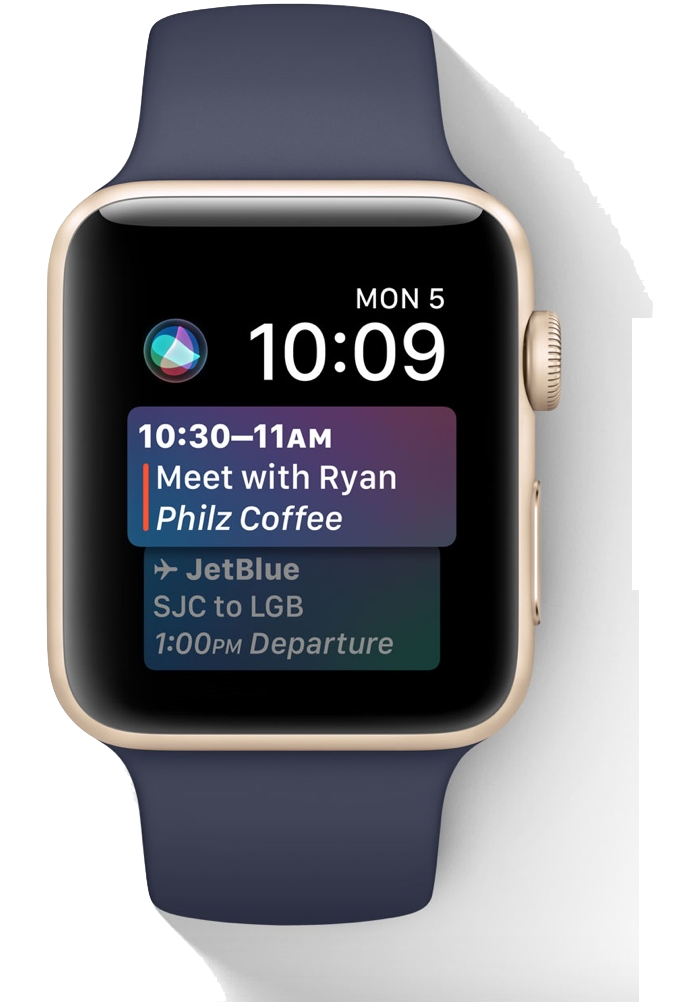 MON 5
10:09
10:30–11AM
Meet with Ryan
Philz Coffee
JetBlue
SJC to LGB
1:00PM Departure